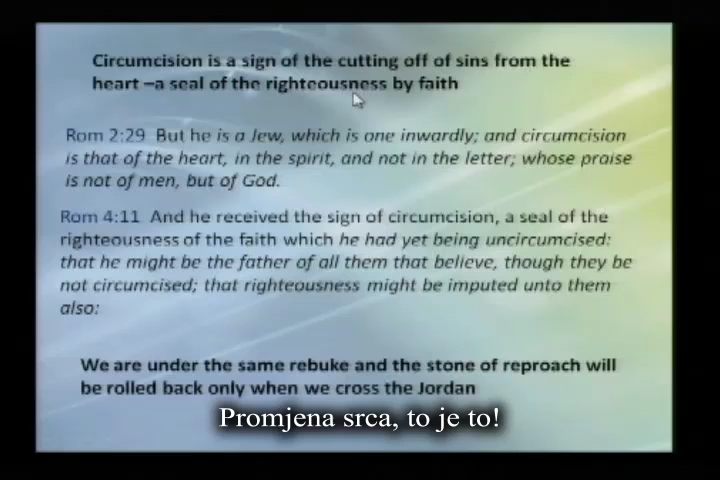 Circumcision is a sign of the cutting off of sins from the
heart –a seal of the righteousness by faith
Rom 2:29 But he is a Jew, which is one inwardly; and circumcision
is that of the heart, in the spirit, and not in the letter; whose praise
is not of men, but of God.
Rom 4:11 And he received the sign of circumcision, a seal of the
righteousness of the faith which he had yet being uncircumcised:
that he might be the father of all them that believe, though they be
not circumcised; that righteousness might be imputed unto them
also:
We are under the same rebuke and the stone of reproach will
be rolled back only when we cross the Jordan
Promjena srca, to je to!